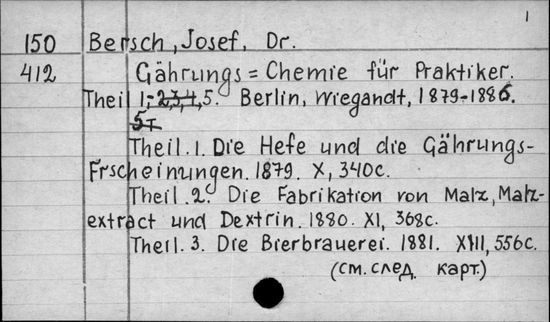 1
150 Bersch, Josef, Dr.
412 Gährungs = Chemie für Praktiker.
Theil 1,-2,3,4,5. Berlin, Wiegandt, 1879-1886.
5т
Theil. 1. Die Hefe und die Gährungs-
Erscheinungen. 1879. X, 340c.
Theil. 2. Die Fabrikation von Malz, Malz-
extract und Dextrin. 1880. XI, 368c.
Theil. 3. Die Bierbrauerei. 1881. XIII, 556c.
(см. след. карт.)